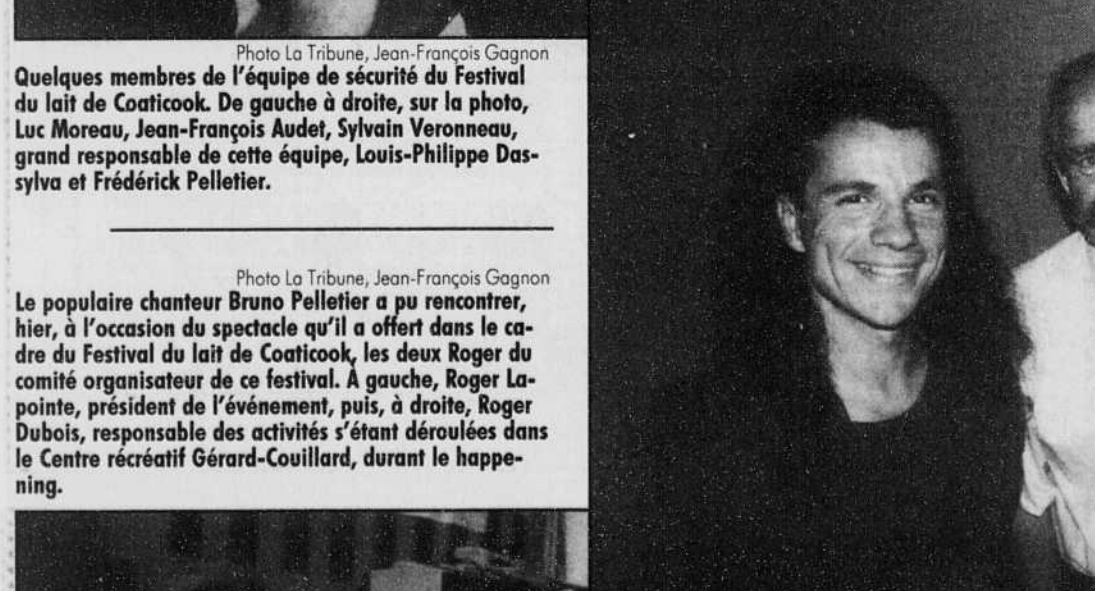 Photo La Tribune, Jean-François Gagnon
Quelques membres de l'équipe de sécurité du Festival
du lait de Coaticook. De gauche à droite, sur la photo,
Luc Moreau, Jean-François Audet, Sylvain Veronneau,
grand responsable de cette équipe, Louis-Philippe Das-
sylva et Frédérick Pelletier.
Photo La Tribune, Jean-François Gagnon
Le populaire chanteur Bruno Pelletier a pu rencontrer,
hier, à l'occasion du spectacle qu'il a offert dans le ca-
dre du Festival du lait de Coaticook, les deux Roger du
comité organisateur de ce festival. À gauche, Roger La-
pointe, président de l'événement, puis, à droite, Roger
Dubois, responsable des activités s'étant déroulées dans
le Centre récréatif Gérard-Couillard, durant le happe-
ning.